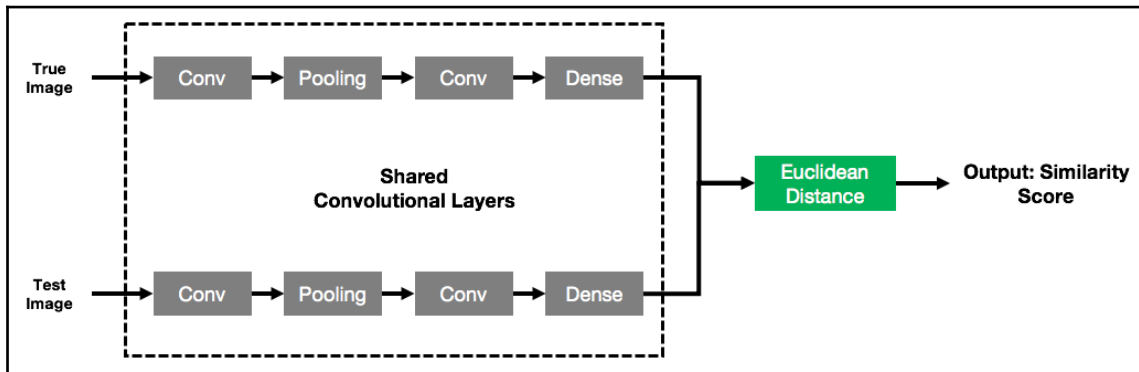 True
Image
Conv
Pooling
Conv
Dense
Shared
Convolutional Layers
Euclidean
Distance
Output: Similarity
Score
Test
Image
Conv
Pooling
Conv
Dense